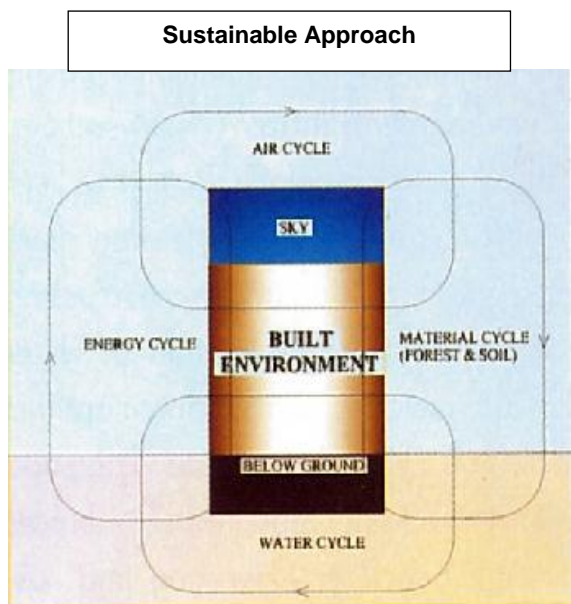 Sustainable Approach
AIR CYCLE
SKY
ENERGY CYCLE
BUILT
ENVIRONMENT
MATERIAL CYCLE
(FOREST & SOIL)
BELOW GROUND
WATER CYCLE